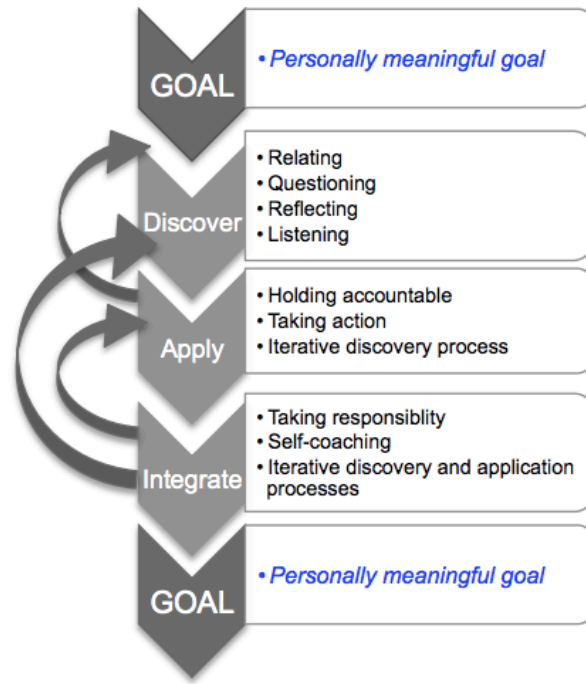 GOAL
• Personally meaningful goal
Discover
• Relating
• Questioning
• Reflecting
• Listening
Apply
• Holding accountable
• Taking action
• Iterative discovery process
Integrate
• Taking responsiblity
• Self-coaching
• Iterative discovery and application
processes
GOAL
• Personally meaningful goal